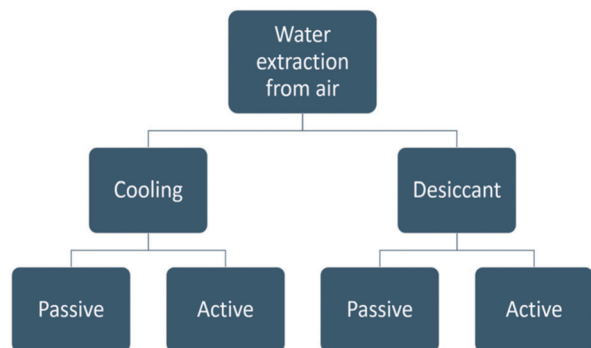 Water
extraction
from air
Cooling
Desiccant
Passive
Active
Passive
Active